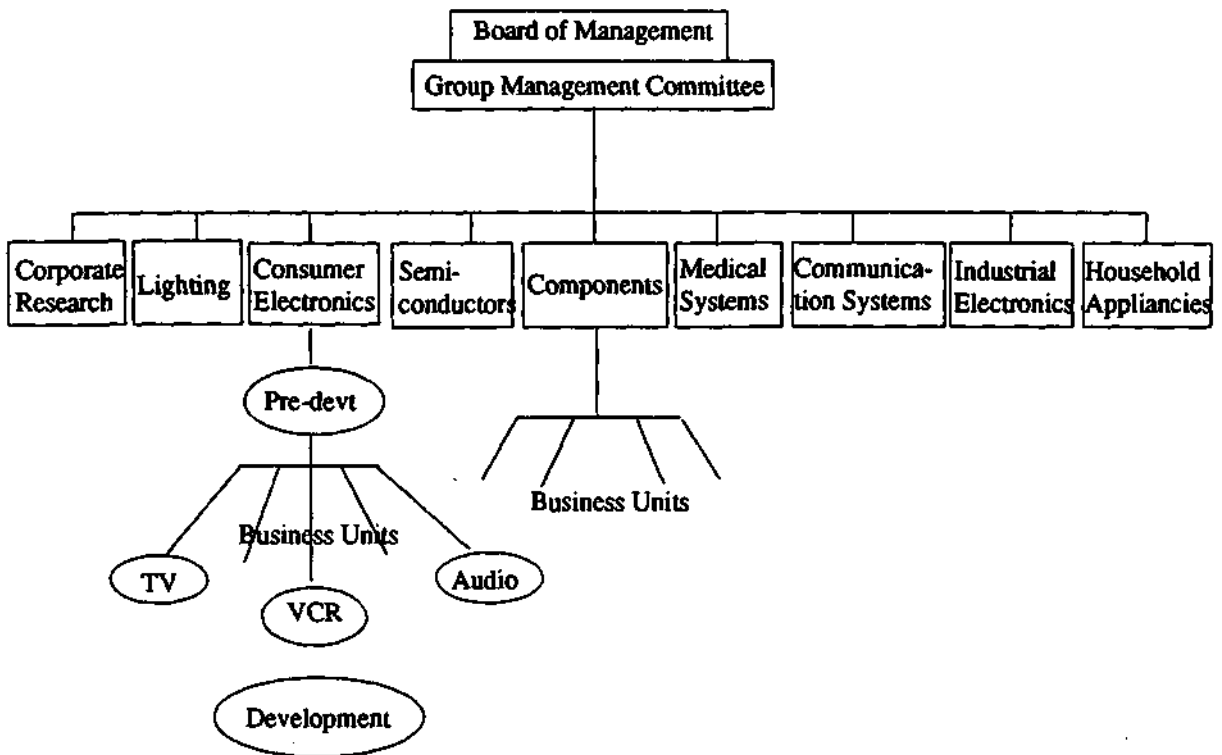 Board of Management
Group Management Committee
Corporate
Research
Lighting
Consumer
Electronics
Semi-
conductors
Components
Medical
Systems
Communica-
tion Systems
Industrial
Electronics
Household
Appliancies
Pre-devt
Business Units
Business Units
TV
VCR
Audio
Development